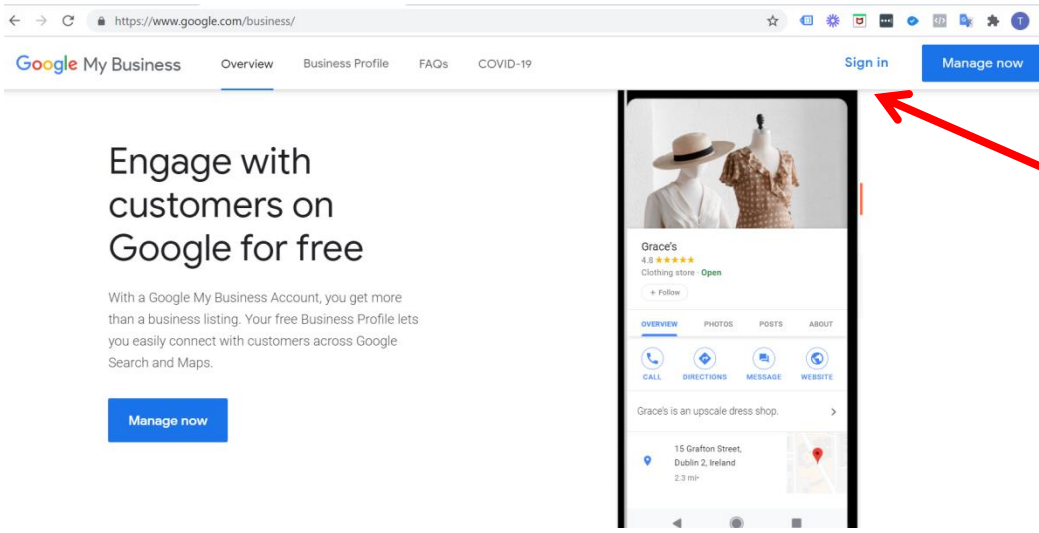 https://www.google.com/business/
T
Google My Business
Overview
Business Profile
FAQs
COVID-19
Sign in
Manage now
Engage with
customers on
Google for free
With a Google My Business Account, you get more
than a business listing. Your free Business Profile lets
you easily connect with customers across Google
Search and Maps.
Manage now
Grace's
4.8 ★★★★★
Clothing store · Open
+ Follow
OVERVIEW
PHOTOS
POSTS
ABOUT
CALL
DIRECTIONS
MESSAGE
WEBSITE
Grace's is an upscale dress shop.
15 Grafton Street,
Dublin 2, Ireland
2.3 mi